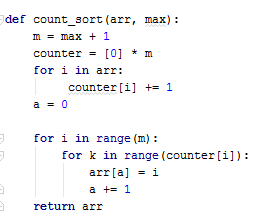 def count_sort(arr, max):
    m = max + 1
    counter = [0] * m
    for i in arr:
        counter[i] += 1
    a = 0
    for i in range(m):
        for k in range(counter[i]):
            arr[a] = i
            a += 1
    return arr